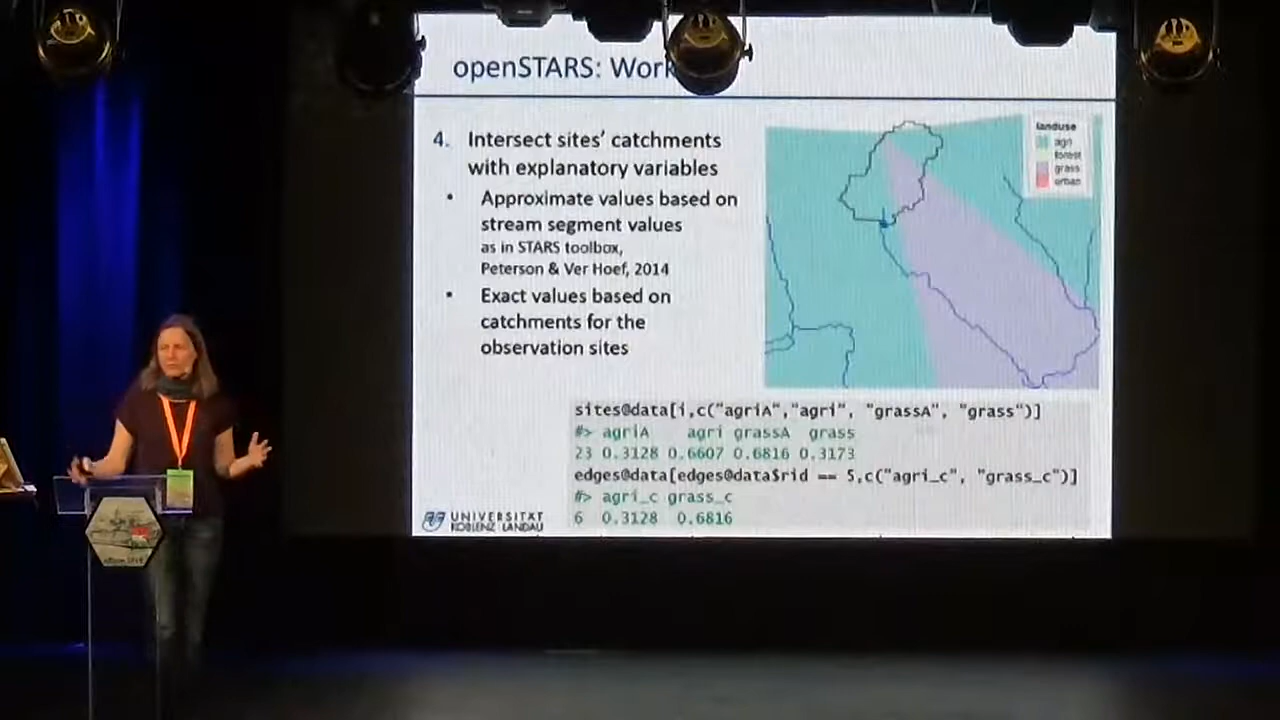 openSTARS: Work
4. Intersect sites' catchments
with explanatory variables
• Approximate values based on
stream segment values
as in STARS toolbox,
Peterson & Ver Hoef, 2014
• Exact values based on
catchments for the
observation sites
landuse
agri
forest
grass
urban
sites@data[i,c("agriA","agri", "grassA", "grass")]
#> agriA agri grassA grass
23 0.3128 0.6607 0.6816 0.3173
edges@data[edges@data$rid == 5,c("agri_c", "grass_c")]
#> agri_c grass_c
6 0.3128 0.6816
UNIVERSITÄT
KOBLENZ LANDAU